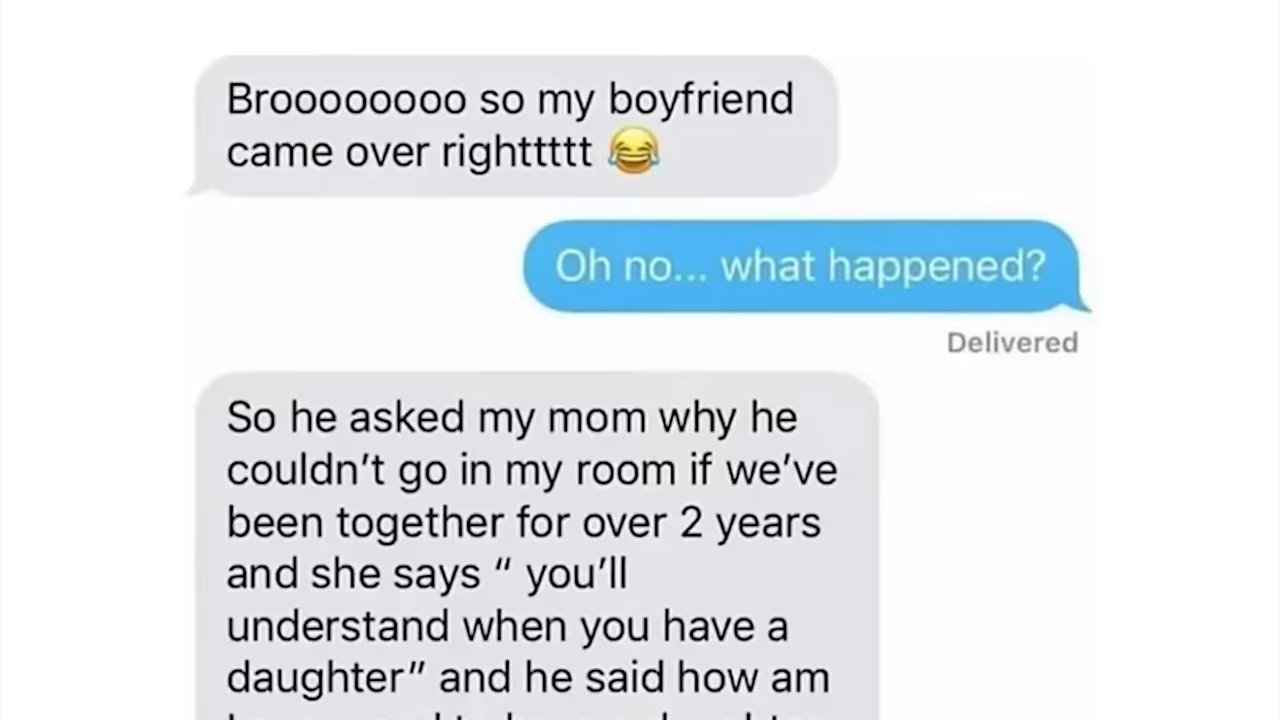 Broooooooo so my boyfriend
came over righttttt 😂
Oh no... what happened?
Delivered
So he asked my mom why he
couldn't go in my room if we've
been together for over 2 years
and she says “ you'll
understand when you have a
daughter” and he said how am